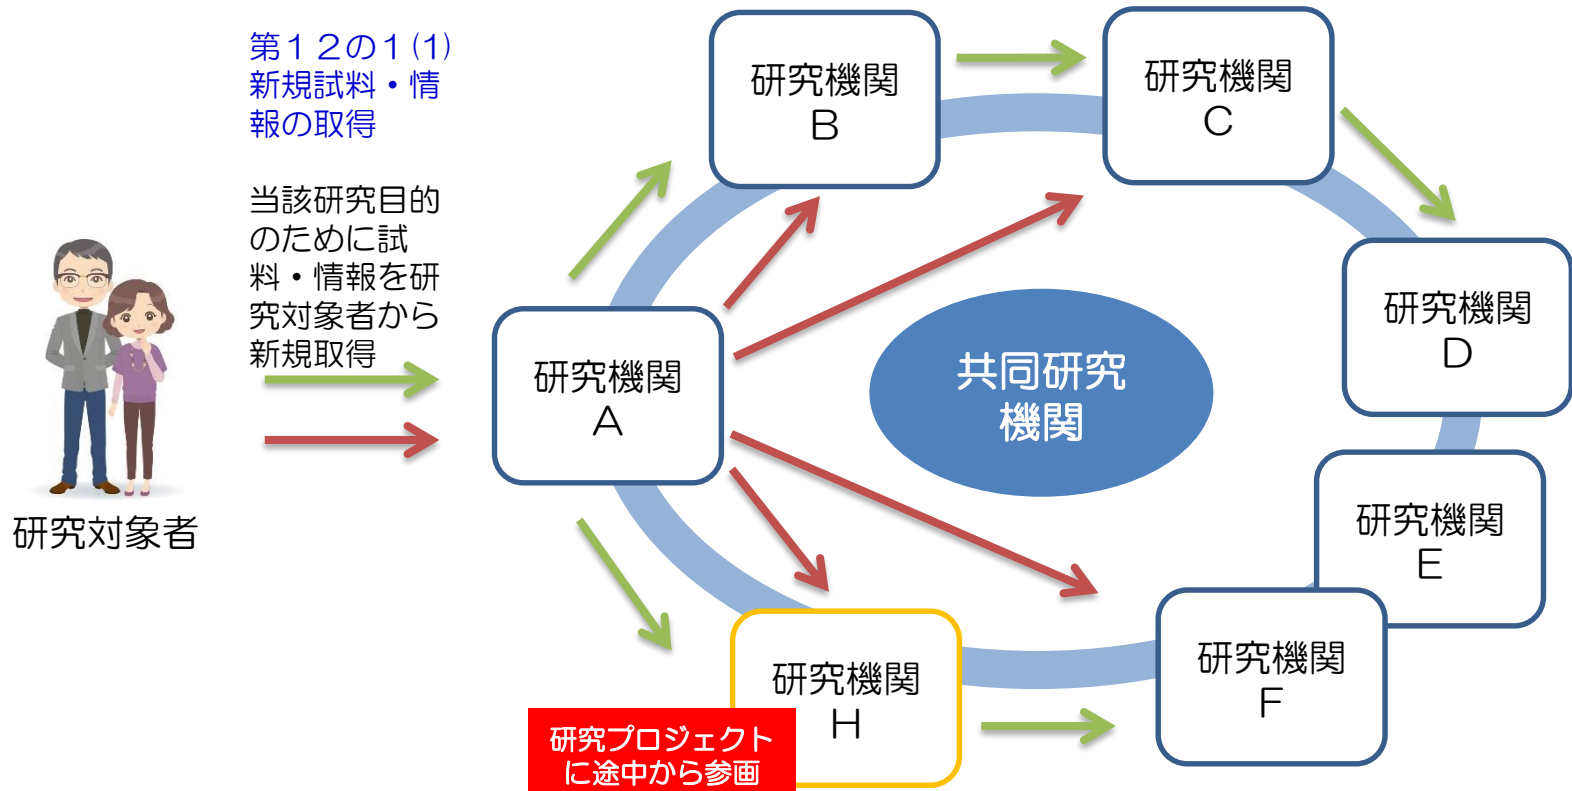 第１２の１(1)
新規試料・情
報の取得
当該研究目的
のために試
料・情報を研
究対象者から
新規取得
研究対象者
研究機関
A
研究機関
B
研究機関
C
研究機関
D
研究機関
E
研究機関
F
研究機関
H
共同研究
機関
研究プロジェクト
に途中から参画